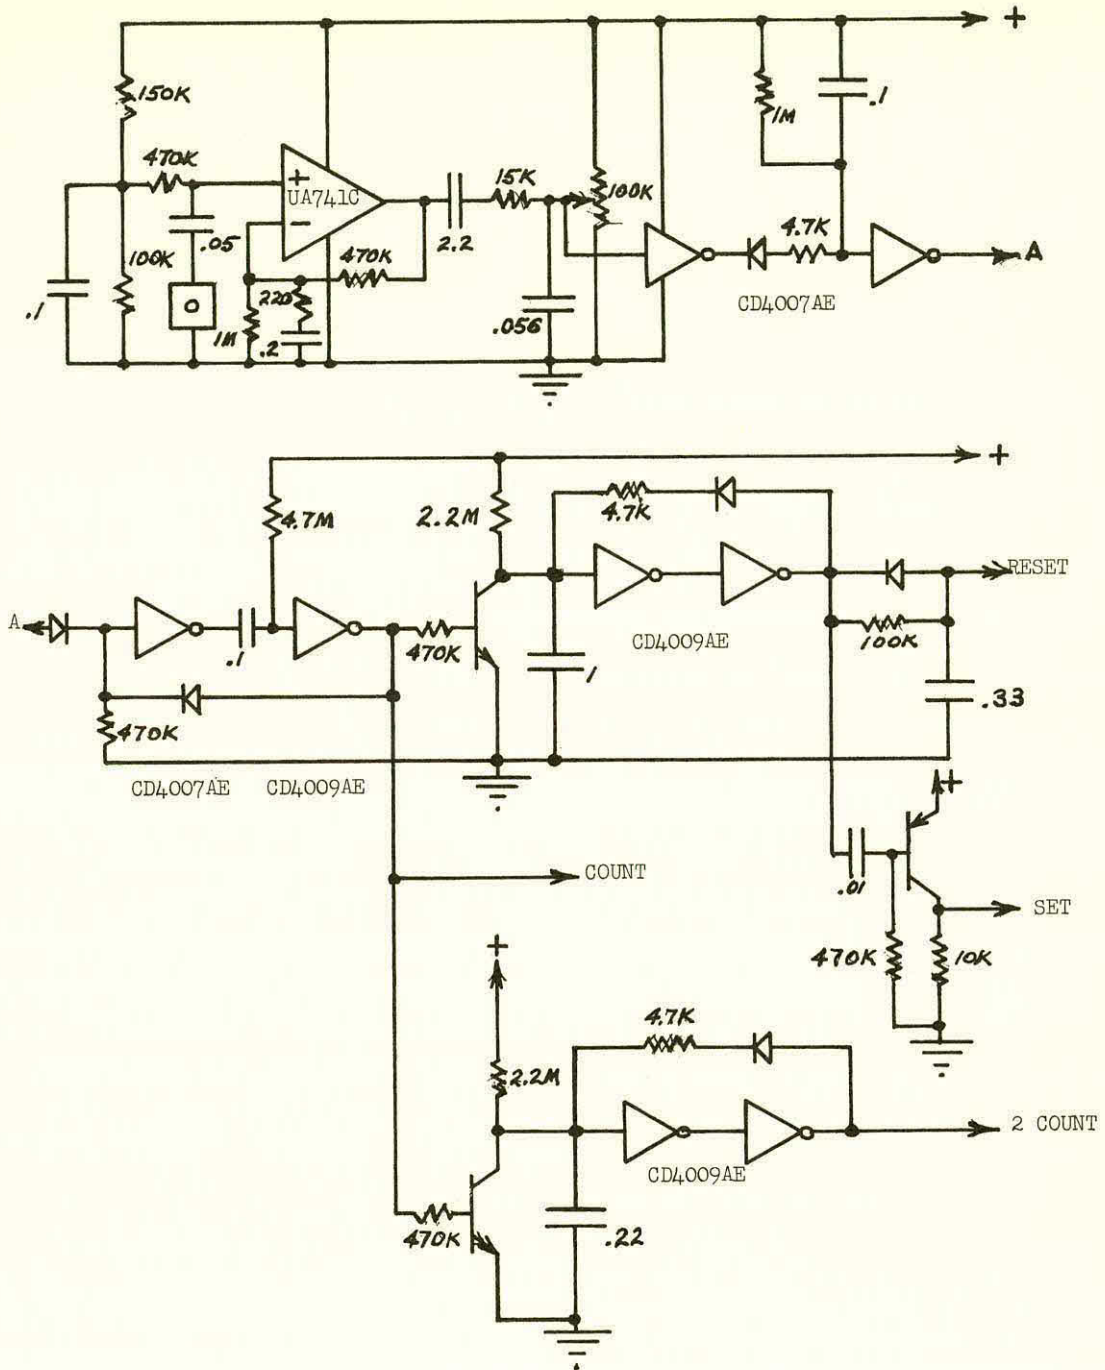 +
150K
1M
.1
470K
+
UA741C
−
15K
100K
.05
2.2
100K
470K
4.7K
A
.1
220
1M
.2
.056
CD4007AE
+
4.7M
2.2M
4.7K
RESET
A
.1
470K
CD4009AE
100K
1
.33
470K
CD4007AE
CD4009AE
+
COUNT
.01
SET
+
470K
10K
4.7K
2.2M
2 COUNT
CD4009AE
470K
.22